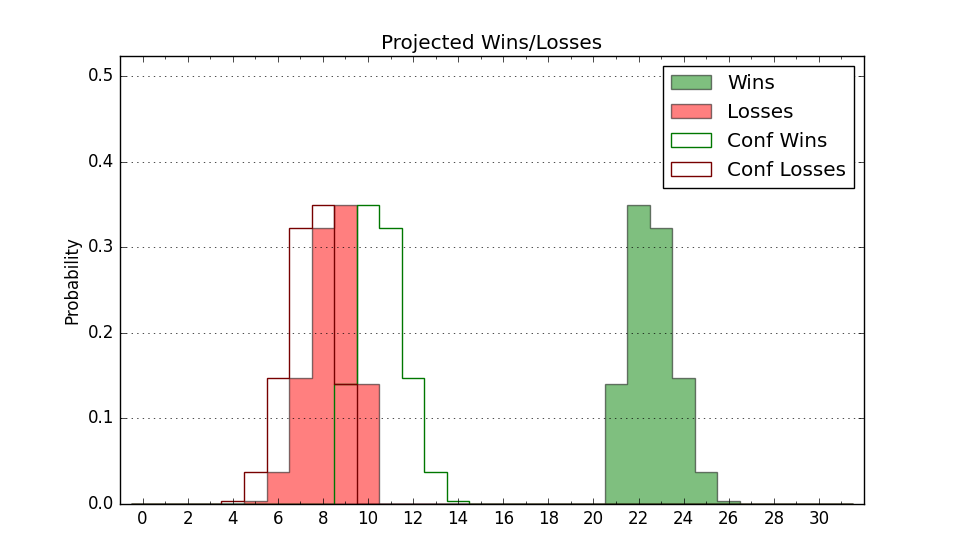 Projected Wins/Losses
Probability
0.5
0.4
0.3
0.2
0.1
0.0
0 2 4 6 8 10 12 14 16 18 20 22 24 26 28 30
Wins
Losses
Conf Wins
Conf Losses